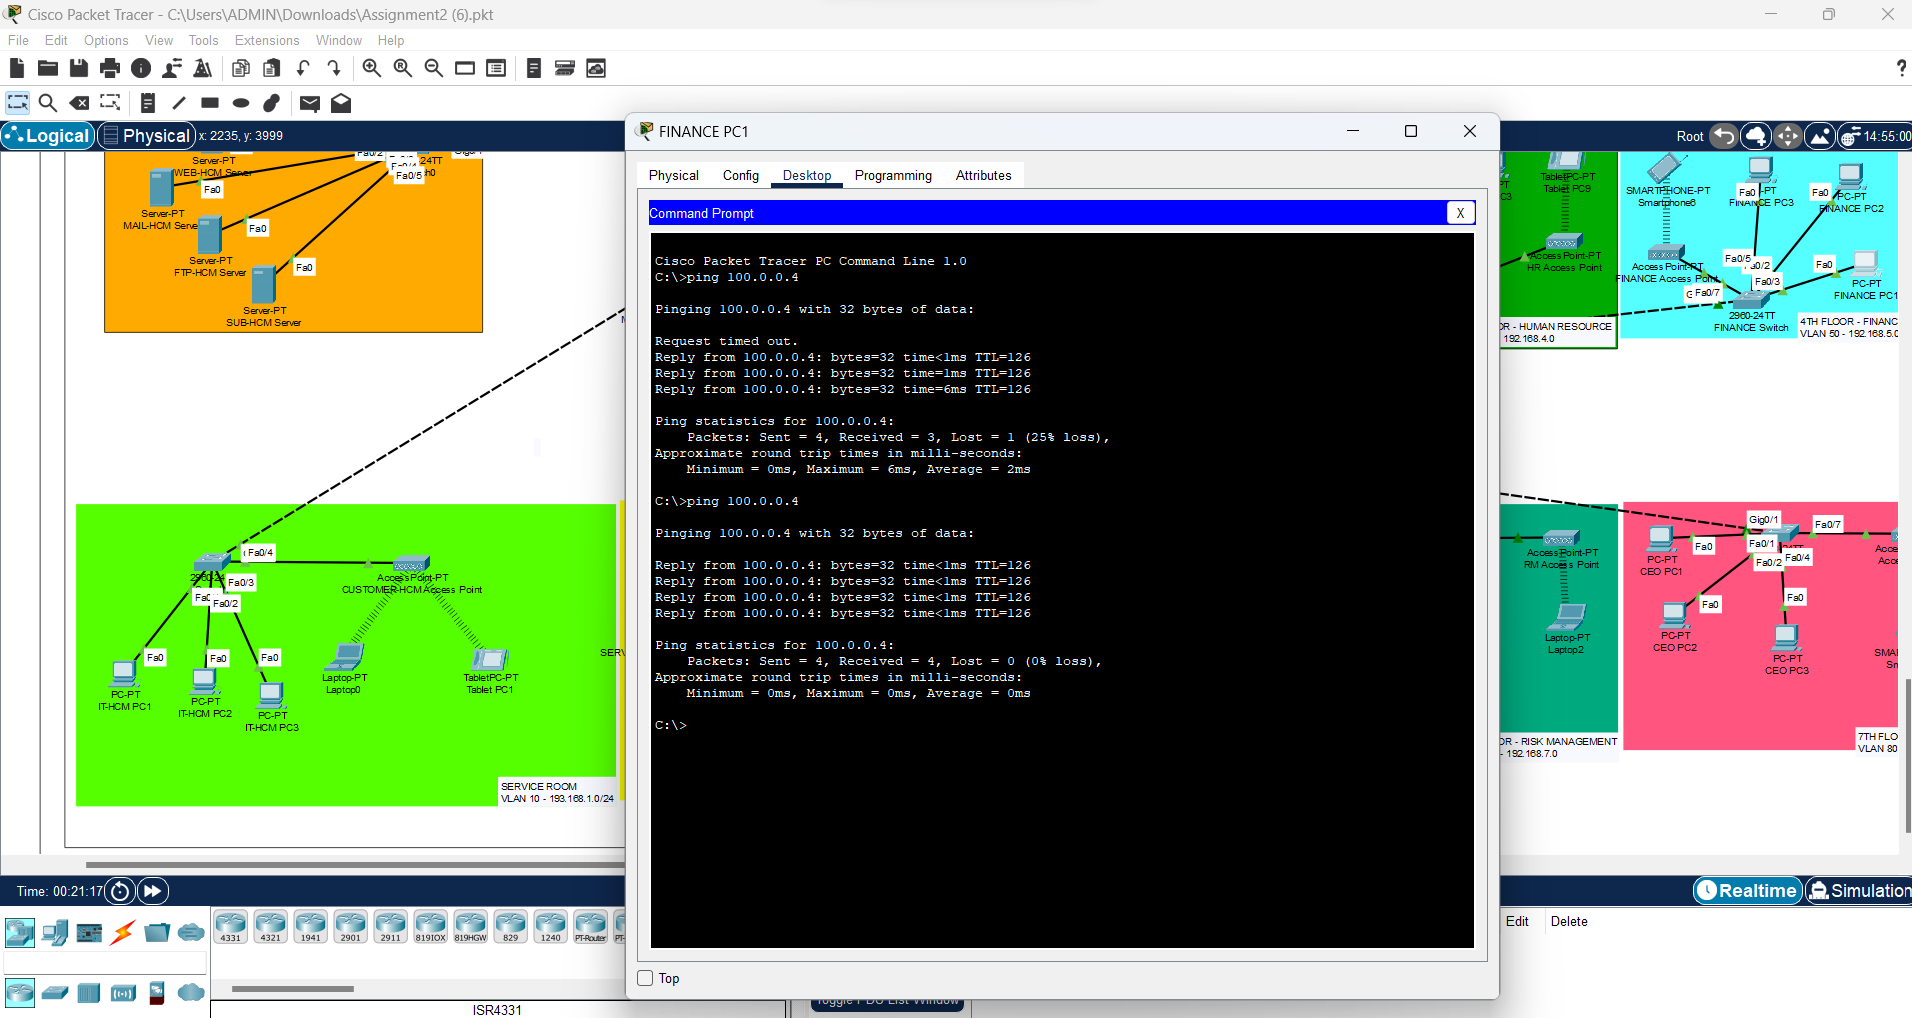 Cisco Packet Tracer - C:\Users\ADMIN\Downloads\Assignment2 (6).pkt
File Edit Options View Tools Extensions Window Help
?
Logical Physical x: 2235, y: 3999
Root 14:55:00
Server-PT
WEB-HCM Server
Fa0
Server-PT
MAIL-HCM Serve
Fa0
Server-PT
FTP-HCM Server
Fa0
Server-PT
SUB-HCM Server
Fa0/2
24TT
Fa0/4
Fa0/5
FINANCE PC1
Physical Config Desktop Programming Attributes
Command Prompt
X
Cisco Packet Tracer PC Command Line 1.0
C:\>ping 100.0.0.4
Pinging 100.0.0.4 with 32 bytes of data:
Request timed out.
Reply from 100.0.0.4: bytes=32 time<1ms TTL=126
Reply from 100.0.0.4: bytes=32 time=1ms TTL=126
Reply from 100.0.0.4: bytes=32 time=6ms TTL=126
Ping statistics for 100.0.0.4:
Packets: Sent = 4, Received = 3, Lost = 1 (25% loss),
Approximate round trip times in milli-seconds:
Minimum = 0ms, Maximum = 6ms, Average = 2ms
C:\>ping 100.0.0.4
Pinging 100.0.0.4 with 32 bytes of data:
Reply from 100.0.0.4: bytes=32 time<1ms TTL=126
Reply from 100.0.0.4: bytes=32 time<1ms TTL=126
Reply from 100.0.0.4: bytes=32 time<1ms TTL=126
Reply from 100.0.0.4: bytes=32 time<1ms TTL=126
Ping statistics for 100.0.0.4:
Packets: Sent = 4, Received = 4, Lost = 0 (0% loss),
Approximate round trip times in milli-seconds:
Minimum = 0ms, Maximum = 0ms, Average = 0ms
C:\>
Top
TabletPC-PT
Tablet PC9
Access Point-PT
HR Access Point
OR - HUMAN RESOURCE
192.168.4.0
SMARTPHONE-PT
Smartphone6
Access Point-PT
FINANCE Access Point
Fa0
-PT
FINANCE PC3
Fa0
PC-PT
FINANCE PC2
Fa0
PC-PT
FINANCE PC1
Fa0/5
Fa0/3
Fa0/7
2960-24TT
FINANCE Switch
4TH FLOOR - FINANC
VLAN 50 - 192.168.5.0
Fa0/4
Fa0/3
Fa0/2
Access Point-PT
CUSTOMER-HCM Access Point
Fa0
PC-PT
IT-HCM PC1
Fa0
PC-PT
IT-HCM PC2
Fa0
PC-PT
IT-HCM PC3
Laptop-PT
Laptop0
TabletPC-PT
Tablet PC1
SERV
SERVICE ROOM
VLAN 10 - 193.168.1.0/24
Access Point-PT
RM Access Point
Laptop-PT
Laptop2
OR - RISK MANAGEMENT
- 192.168.7.0
PC-PT
CEO PC1
Fa0
Gig0/1
Fa0/1
Fa0/2
Fa0/4
Fa0/7
Fa0
PC-PT
CEO PC2
Fa0
PC-PT
CEO PC3
Acce
Acce
SMA
Sn
7TH FLO
VLAN 80
Time: 00:21:17
Realtime Simulation
4331 4321 1941 2901 2911 819IOX 819HGW 829 1240 PT-Router PT-
ISR4331
Toggle PDU List Window
Edit Delete